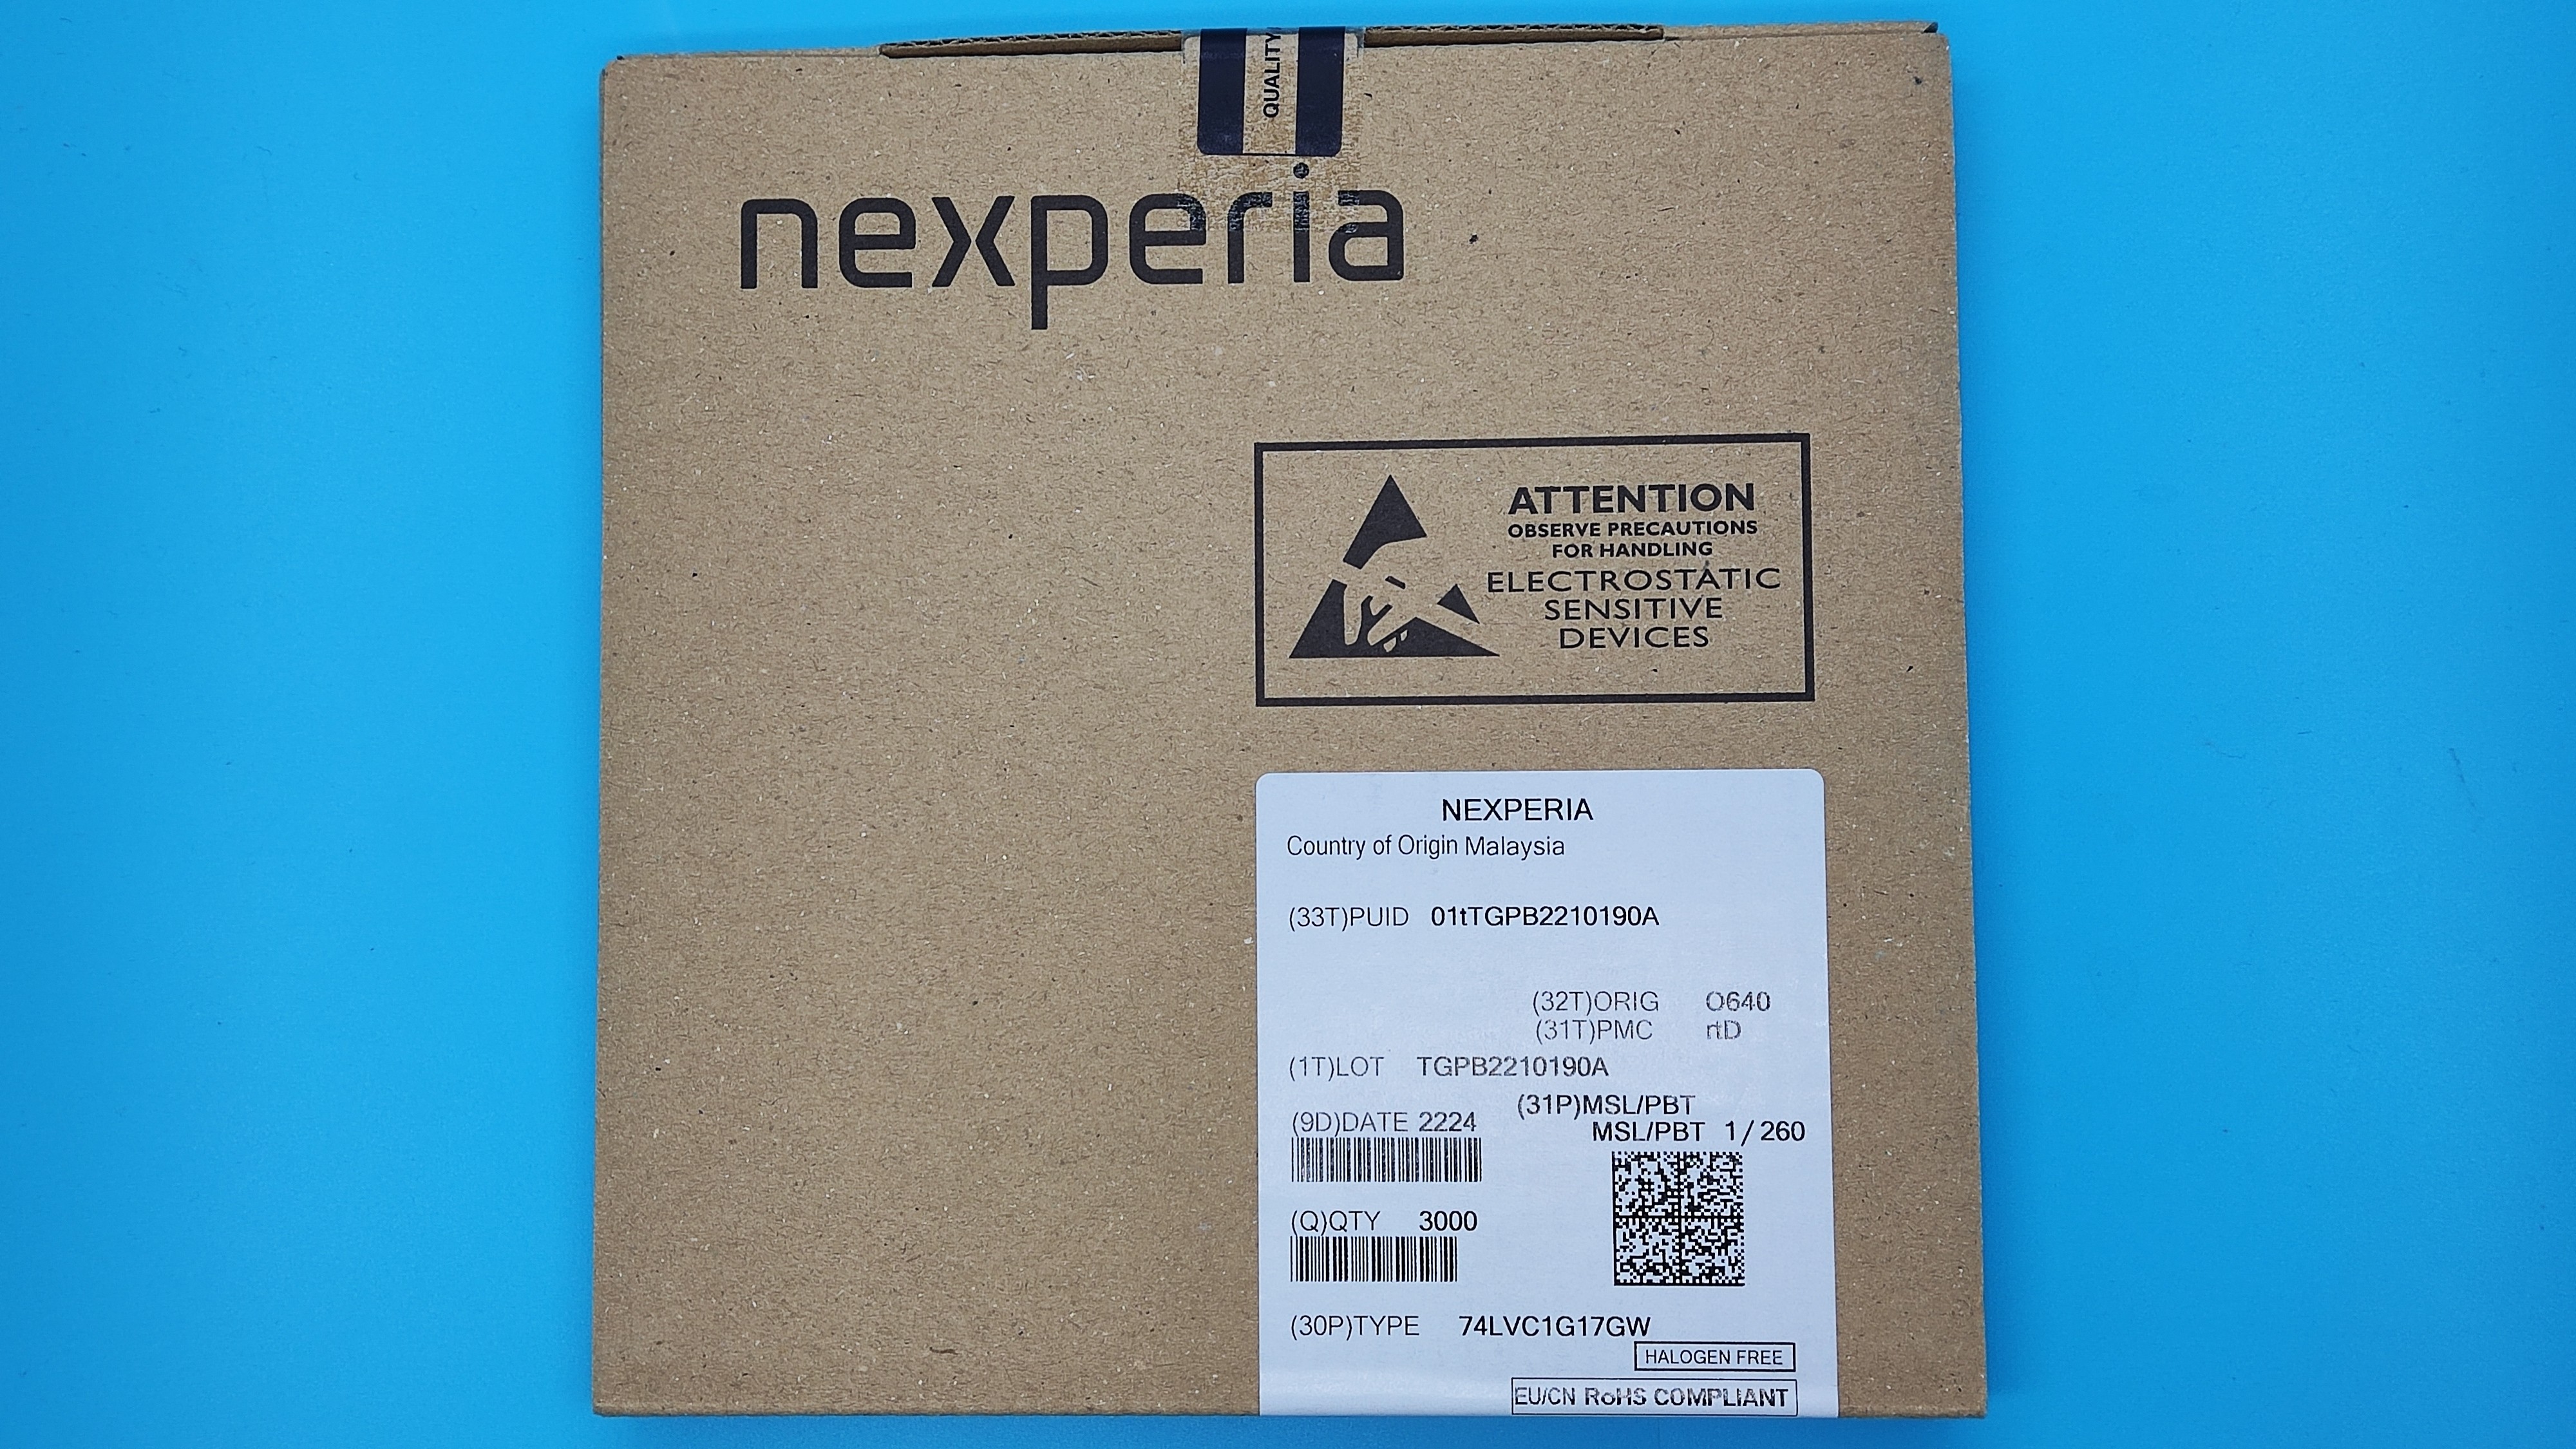 QUALITY
nexperia
ATTENTION
OBSERVE PRECAUTIONS
FOR HANDLING
ELECTROSTATIC
SENSITIVE
DEVICES
NEXPERIA
Country of Origin Malaysia
(33T)PUID 01tTGPB2210190A
(32T)ORIG O640
(31T)PMC rtD
(1T)LOT TGPB2210190A
(31P)MSL/PBT
(9D)DATE 2224
MSL/PBT 1/260
(Q)QTY 3000
(30P)TYPE 74LVC1G17GW
HALOGEN FREE
EU/CN RoHS COMPLIANT